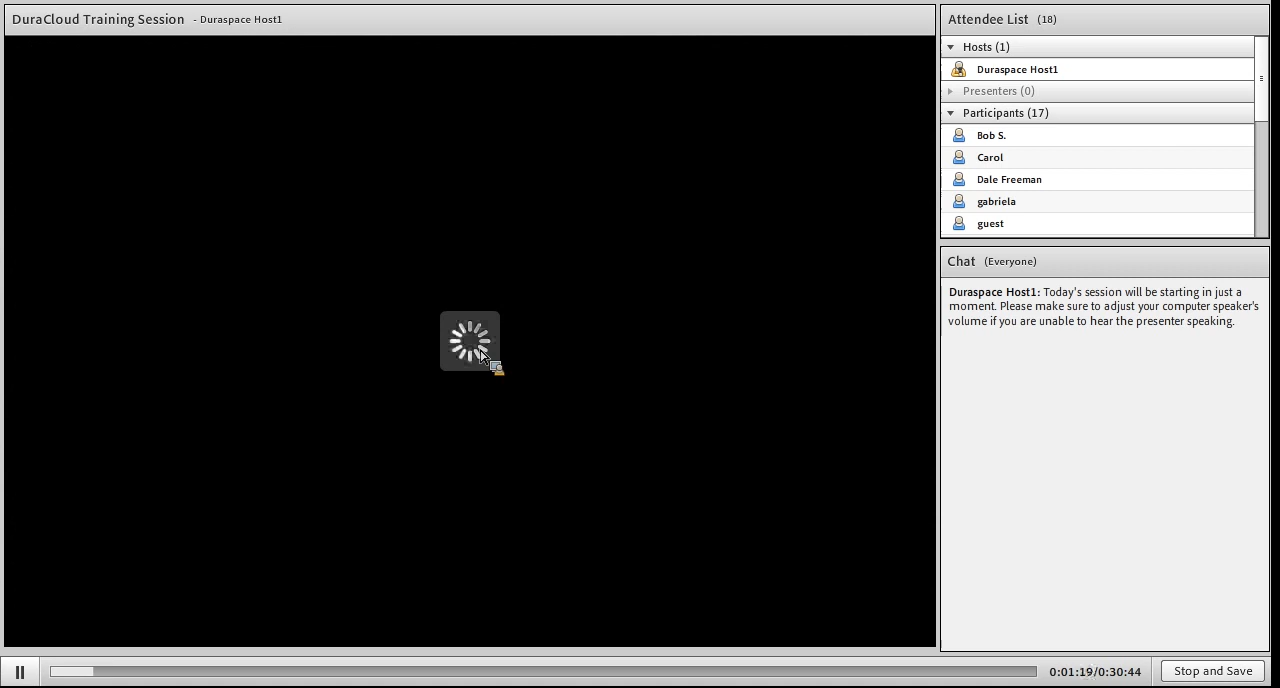 DuraCloud Training Session - Duraspace Host1
Attendee List (18)
Hosts (1)
Duraspace Host1
Presenters (0)
Participants (17)
Bob S.
Carol
Dale Freeman
gabriela
guest
Chat (Everyone)
Duraspace Host1: Today's session will be starting in just a
moment. Please make sure to adjust your computer speaker's
volume if you are unable to hear the presenter speaking.
0:01:19/0:30:44
Stop and Save